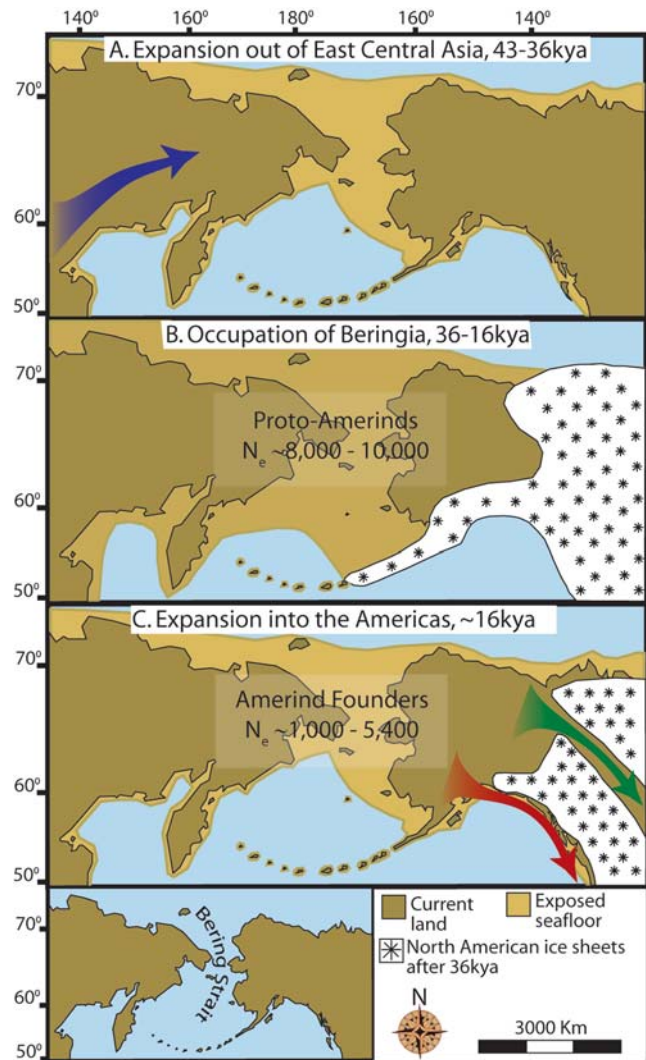 140° 160° 180° 160° 140°
A. Expansion out of East Central Asia, 43-36kya
70°
60°
50°
B. Occupation of Beringia, 36-16kya
70°
Proto-Amerinds
Ne ~8,000 - 10,000
60°
50°
C. Expansion into the Americas, ~16kya
70°
Amerind Founders
Ne ~1,000 - 5,400
60°
50°
Bering Strait
70°
60°
50°
Current
land
Exposed
seafloor
North American ice sheets
after 36kya
N
3000 Km